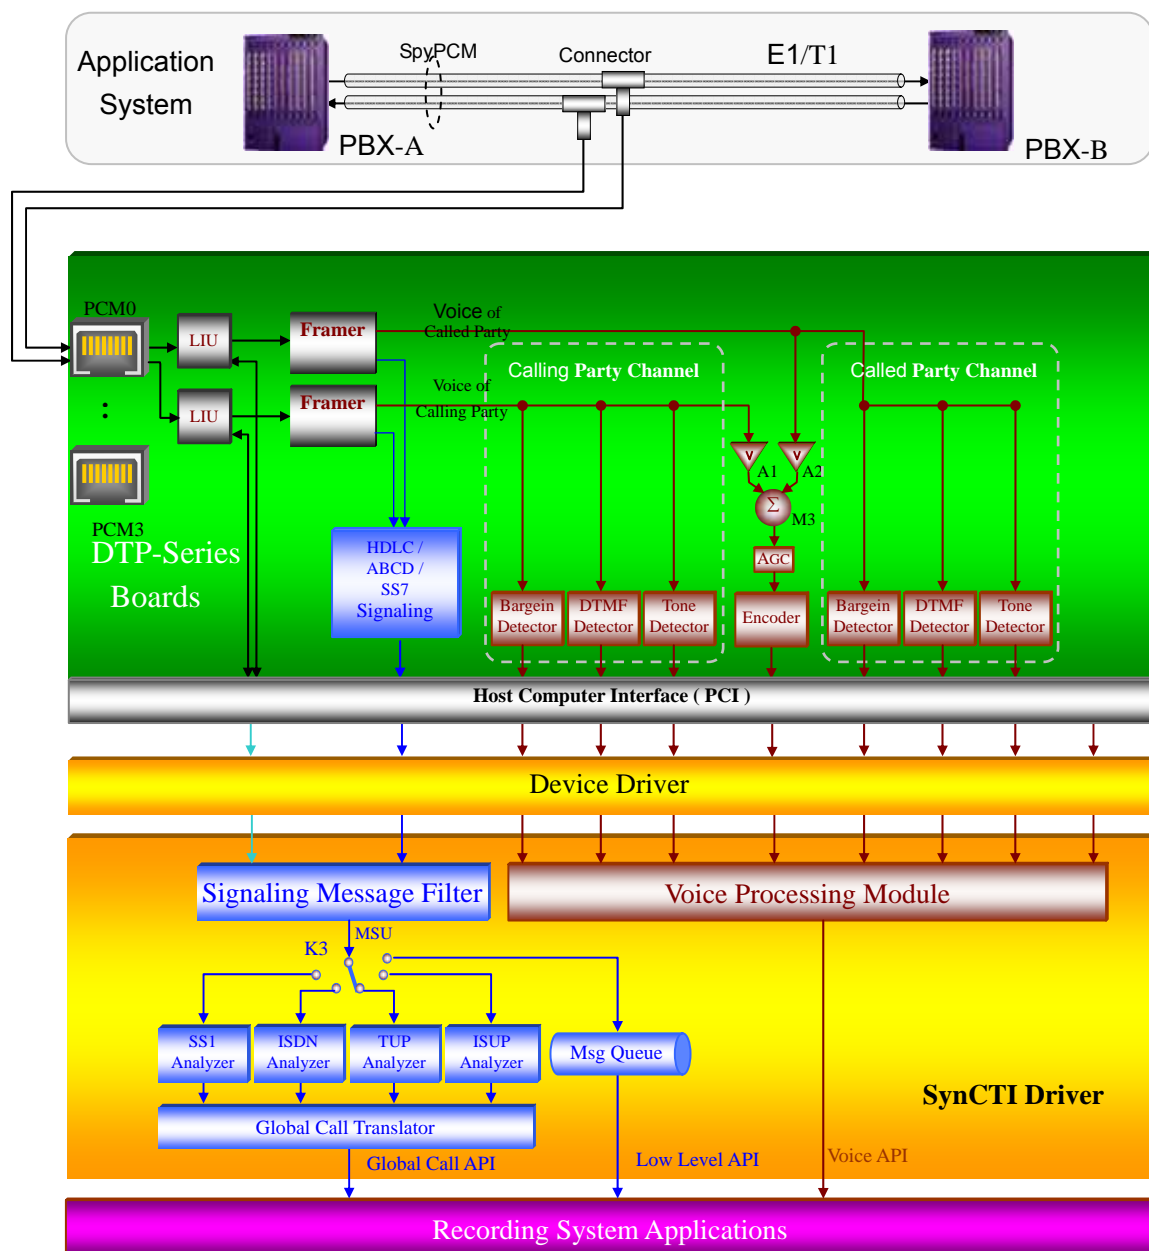 Application
System
SpyPCM
Connector
E1/T1
PBX-A
PBX-B
PCM0
LIU
Framer
Voice of
Called Party
Calling Party Channel
Called Party Channel
:
LIU
Framer
Voice of
Calling Party
V
V
A1
A2
Σ
M3
PCM3
DTP-Series
Boards
HDLC /
ABCD /
SS7
Signaling
AGC
Bargein
Detector
DTMF
Detector
Tone
Detector
Encoder
Bargein
Detector
DTMF
Detector
Tone
Detector
Host Computer Interface ( PCI )
Device Driver
Signaling Message Filter
Voice Processing Module
MSU
K3
SS1
Analyzer
ISDN
Analyzer
TUP
Analyzer
ISUP
Analyzer
Msg Queue
SynCTI Driver
Global Call Translator
Global Call API
Low Level API
Voice API
Recording System Applications